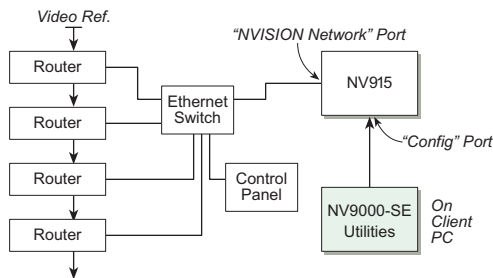 Video Ref.
"NVISION Network" Port
Router
Router
Router
Router
Ethernet
Switch
NV915
"Config" Port
Control
Panel
NV9000-SE
Utilities
On
Client
PC